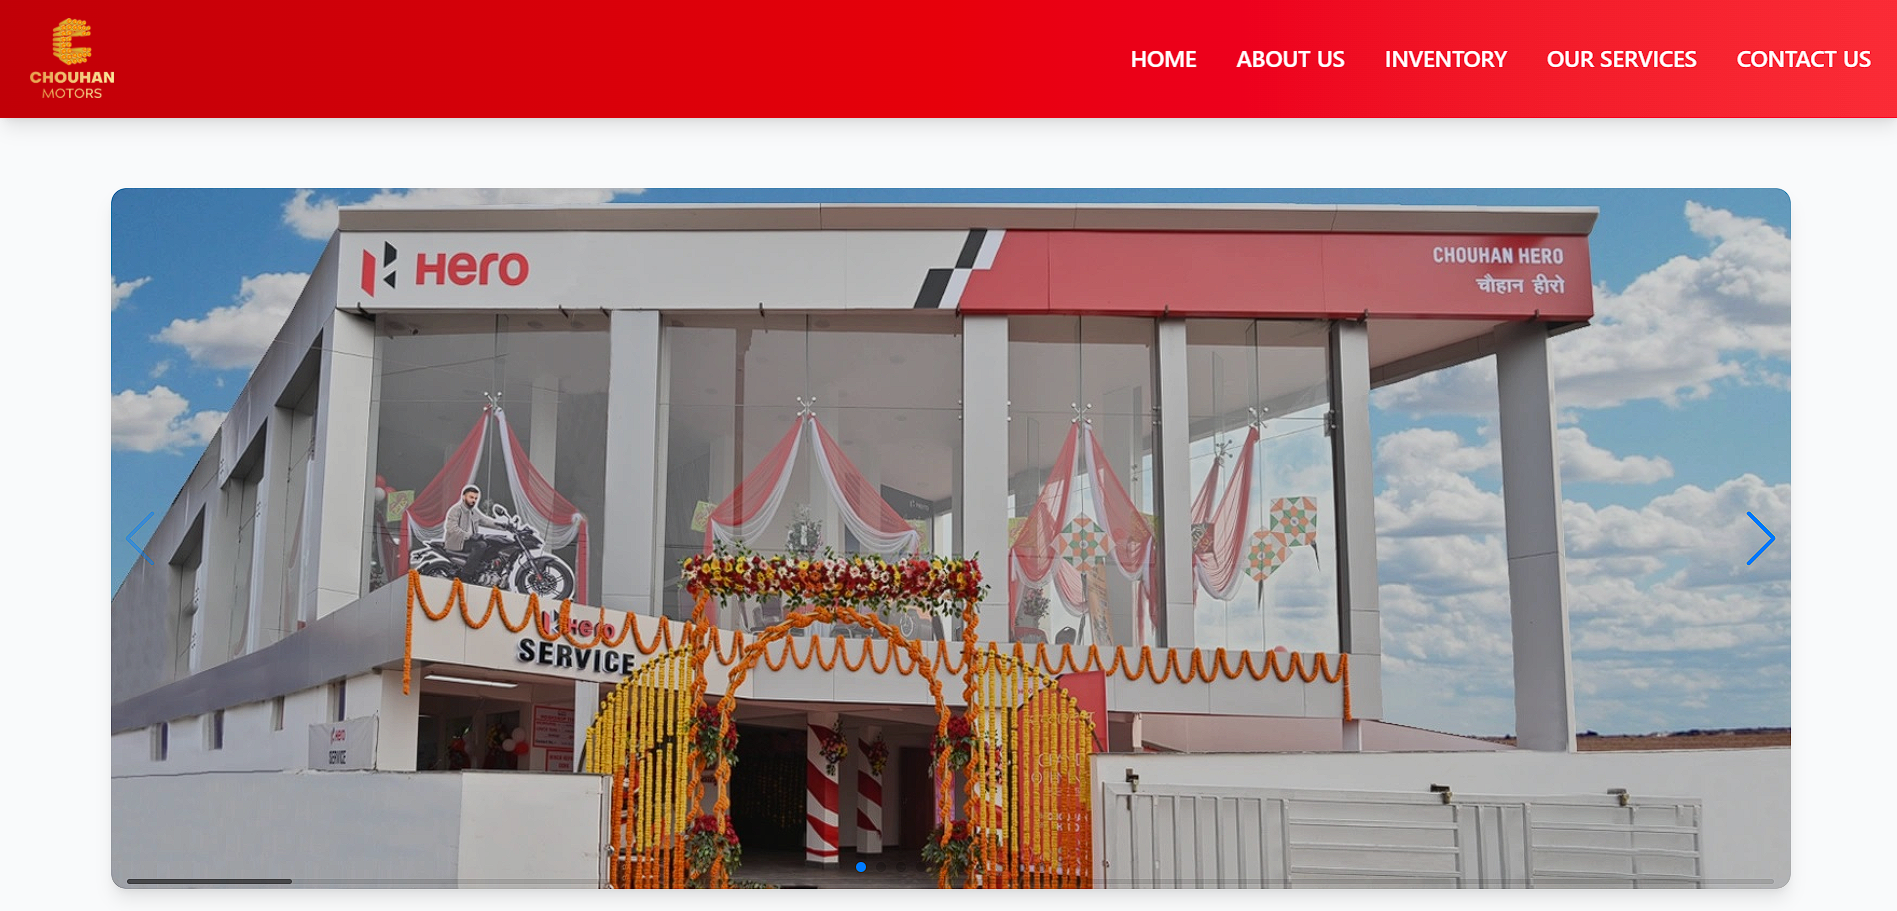 CHOUHAN
MOTORS
HOME
ABOUT US
INVENTORY
OUR SERVICES
CONTACT US
Hero
CHOUHAN HERO
चौहान हीरो
Hero
SERVICE
Hero
SERVICE